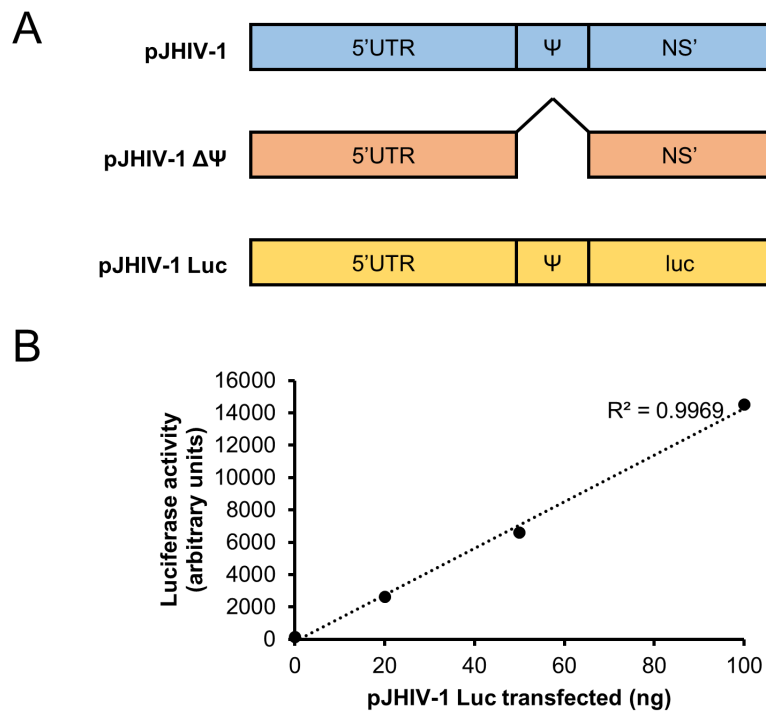 A
pJHIV-1
5'UTR Ψ NS'
pJHIV-1 ΔΨ
5'UTR NS'
pJHIV-1 Luc
5'UTR Ψ luc
B
Luciferase activity
(arbitrary units)
16000
14000
12000
10000
8000
6000
4000
2000
0
R² = 0.9969
0 20 40 60 80 100
pJHIV-1 Luc transfected (ng)